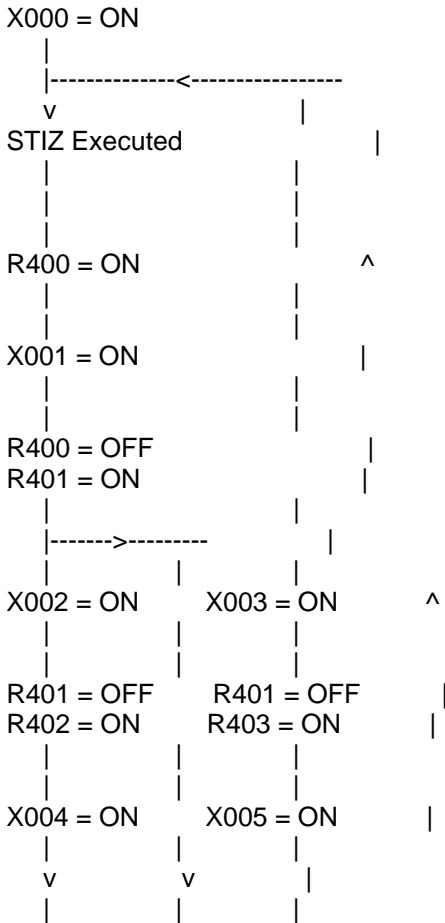 X000 = ON
|
|--------------<-----------------
v |
STIZ Executed |
| |
| |
| |
R400 = ON ^
| |
| |
X001 = ON |
| |
| |
R400 = OFF |
R401 = ON |
| |
|------->--------- |
| | |
X002 = ON X003 = ON ^
| | |
| | |
R401 = OFF R401 = OFF |
R402 = ON R403 = ON |
| | |
| | |
X004 = ON X005 = ON |
| | |
v v |
| | |